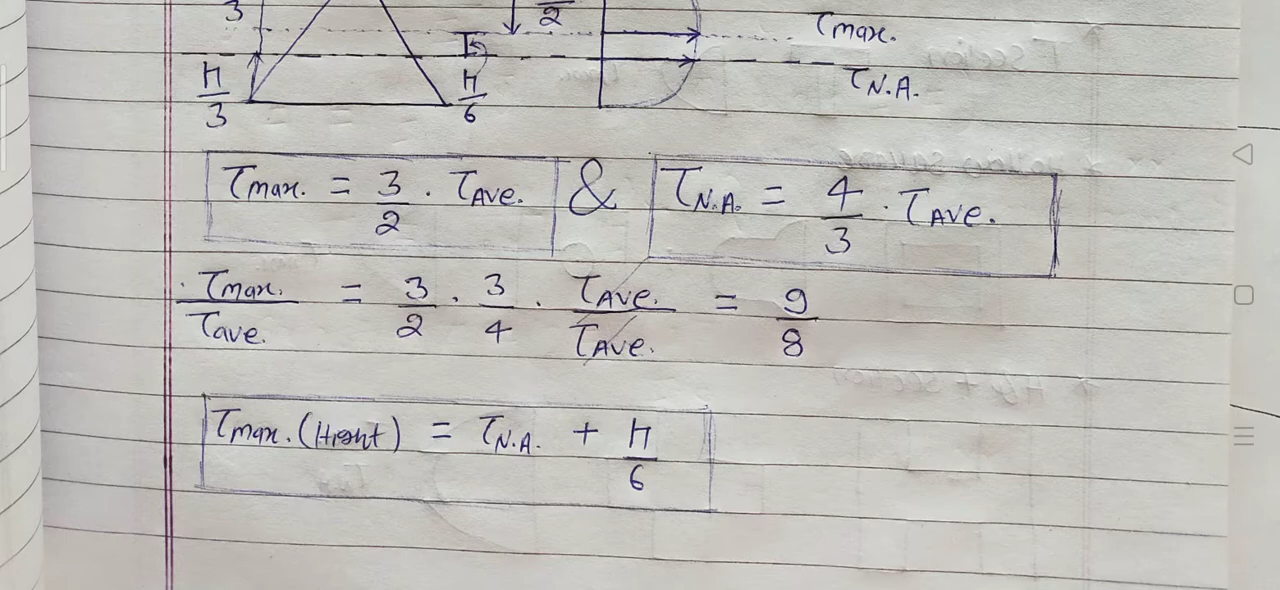 3
2
τmax.
H/3
H/6
τN.A.
τmax. = 3/2 . τAve. & τN.A. = 4/3 . τAve.
τmax./τave. = 3/2 . 3/4 . τAve./τAve. = 9/8
τmax. (Hight) = τN.A. + H/6